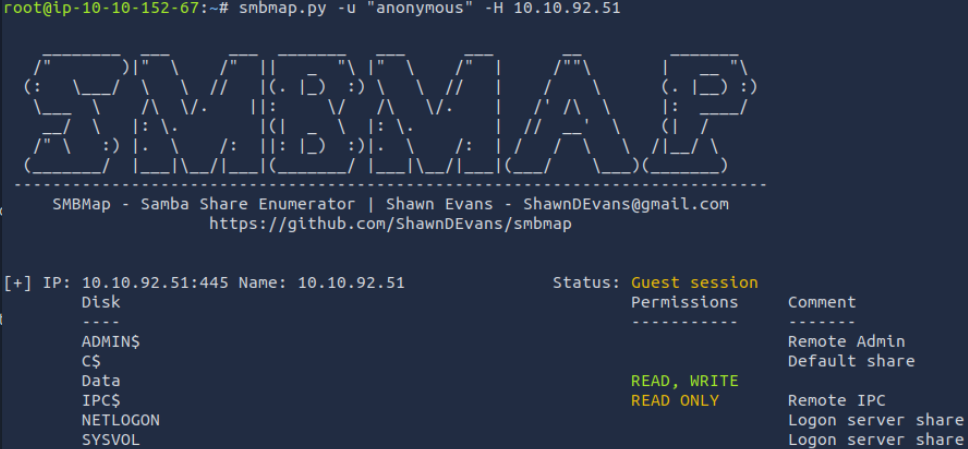 root@ip-10-10-152-67:~# smbmap.py -u "anonymous" -H 10.10.92.51
SMBMAP
SMBMap - Samba Share Enumerator | Shawn Evans - ShawnDEvans@gmail.com
https://github.com/ShawnDEvans/smbmap
[+] IP: 10.10.92.51:445 Name: 10.10.92.51 Status: Guest session
Disk Permissions Comment
---- ----------- -------
ADMIN$ Remote Admin
C$ Default share
Data READ, WRITE
IPC$ READ ONLY Remote IPC
NETLOGON Logon server share
SYSVOL Logon server share